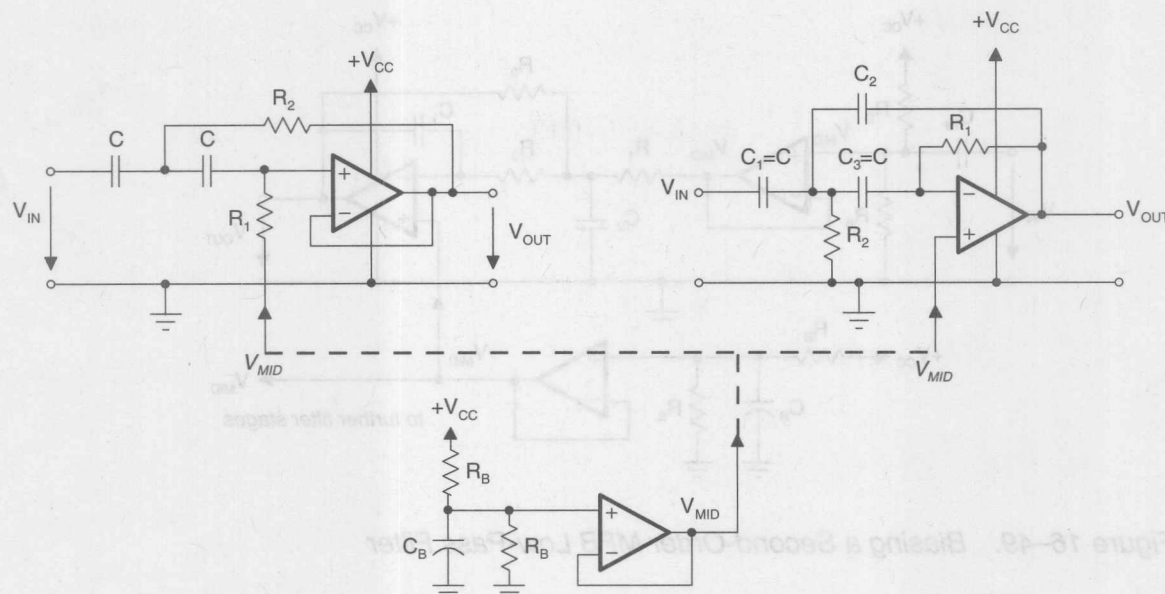 +V_CC
R_2
C
C
+
−
V_IN
R_1
V_OUT
V_MID
+V_CC
C_2
R_1
C_1=C
C_3=C
V_IN
−
+
R_2
V_OUT
V_MID
+V_CC
R_B
C_B
R_B
+
−
V_MID
to further filter stages
Figure 16–49. Biasing a Second-Order MFB Low-Pass Filter